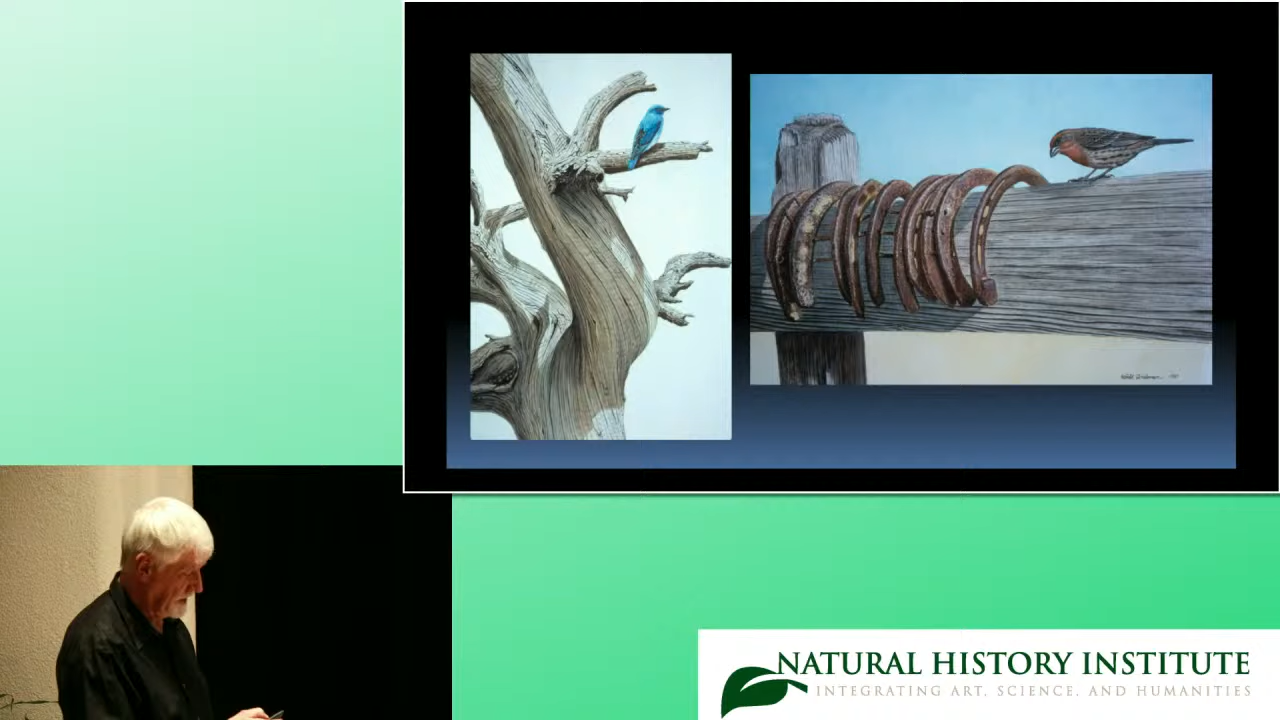 NATURAL HISTORY INSTITUTE
INTEGRATING ART, SCIENCE, AND HUMANITIES